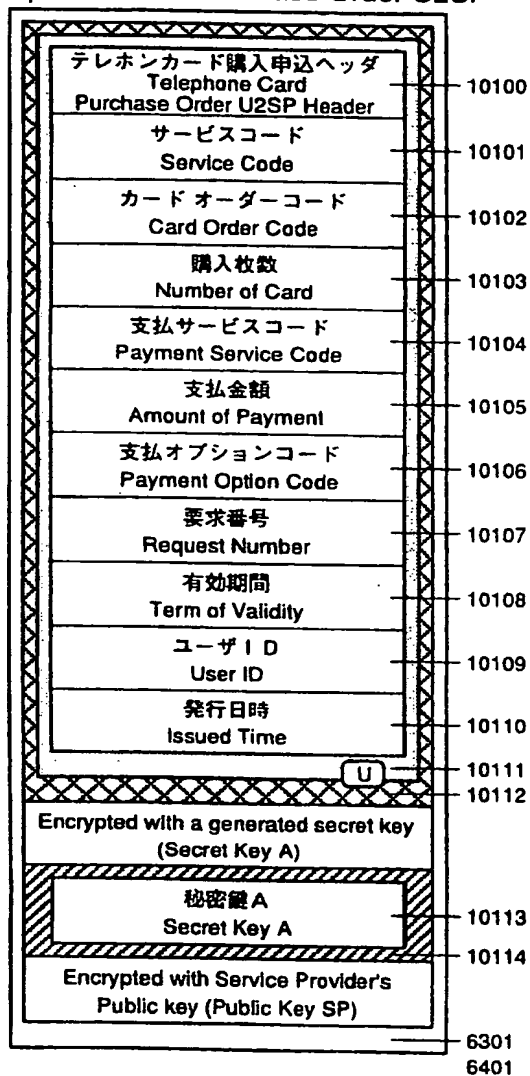 テレホンカード購入申込ヘッダ
Telephone Card
Purchase Order U2SP Header
10100
サービスコード
Service Code
10101
カード オーダーコード
Card Order Code
10102
購入枚数
Number of Card
10103
支払サービスコード
Payment Service Code
10104
支払金額
Amount of Payment
10105
支払オプションコード
Payment Option Code
10106
要求番号
Request Number
10107
有効期間
Term of Validity
10108
ユーザID
User ID
10109
発行日時
Issued Time
10110
U
10111
10112
Encrypted with a generated secret key
(Secret Key A)
秘密鍵A
Secret Key A
10113
10114
Encrypted with Service Provider's
Public key (Public Key SP)
6301
6401